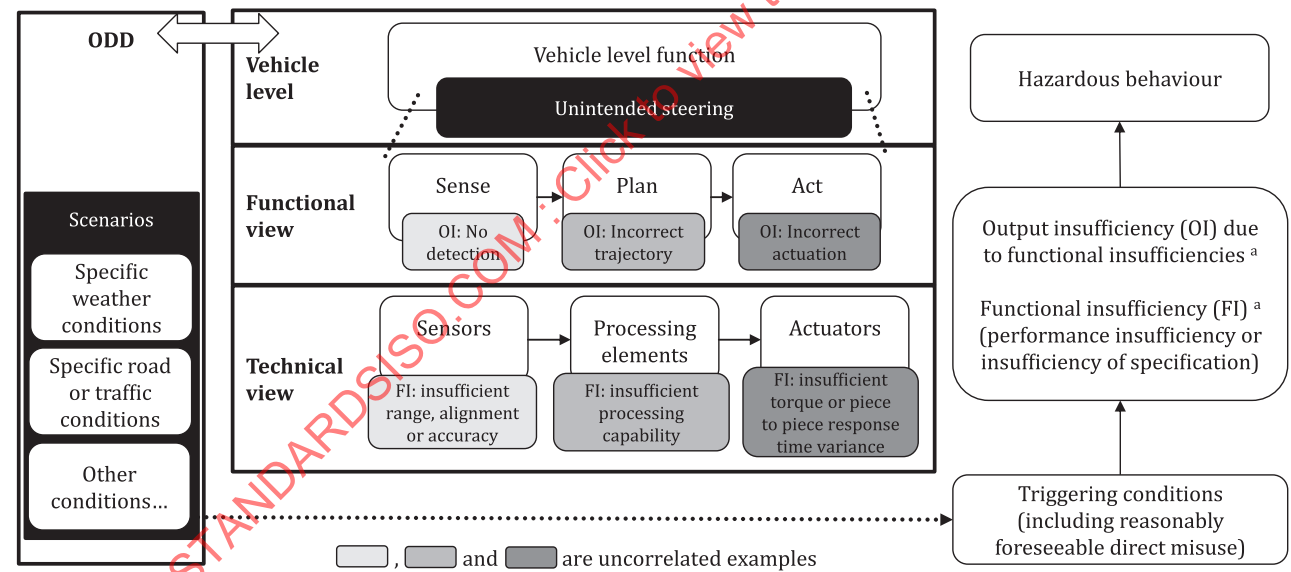 ODD
Scenarios
Specific
weather
conditions
Specific road
or traffic
conditions
Other
conditions...
Vehicle
level
Vehicle level function
Unintended steering
Functional
view
Sense
OI: No
detection
Plan
OI: Incorrect
trajectory
Act
OI: Incorrect
actuation
Technical
view
Sensors
FI: insufficient
range, alignment
or accuracy
Processing
elements
FI: insufficient
processing
capability
Actuators
FI: insufficient
torque or piece
to piece response
time variance
Hazardous behaviour
Output insufficiency (OI) due
to functional insufficiencies a
Functional insufficiency (FI) a
(performance insufficiency or
insufficiency of specification)
Triggering conditions
(including reasonably
foreseeable direct misuse)
, and are uncorrelated examples
STANDARDSISO.COM : Click to view t